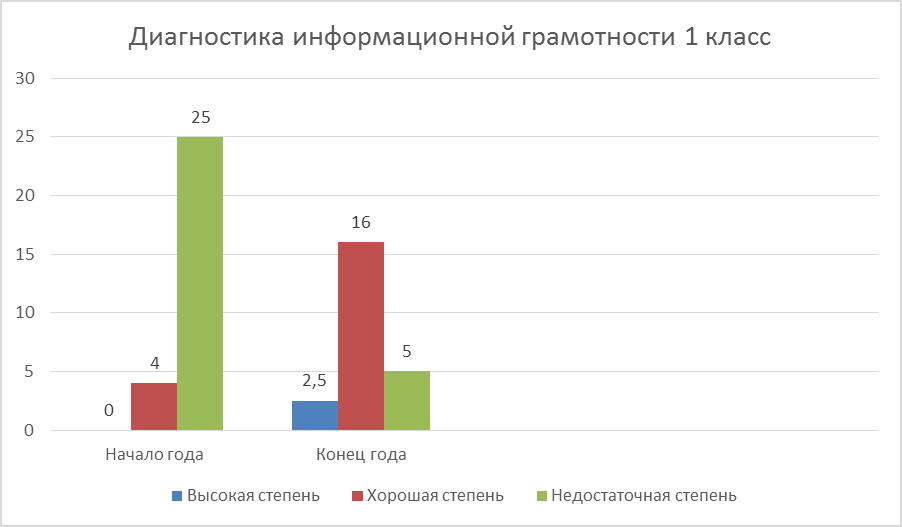 Диагностика информационной грамотности 1 класс
30
25
20
15
10
5
0
0
4
25
2,5
16
5
Начало года
Конец года
Высокая степень
Хорошая степень
Недостаточная степень